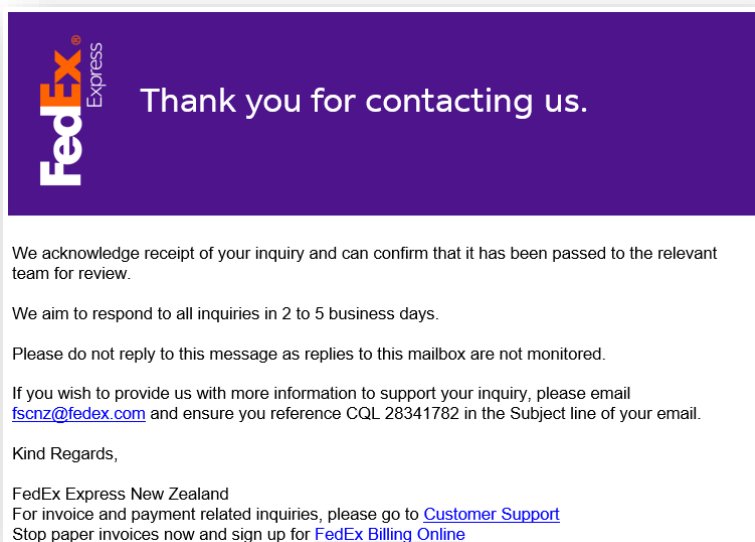 FedEx®
Express
Thank you for contacting us.
We acknowledge receipt of your inquiry and can confirm that it has been passed to the relevant
team for review.
We aim to respond to all inquiries in 2 to 5 business days.
Please do not reply to this message as replies to this mailbox are not monitored.
If you wish to provide us with more information to support your inquiry, please email
fscnz@fedex.com and ensure you reference CQL 28341782 in the Subject line of your email.
Kind Regards,
FedEx Express New Zealand
For invoice and payment related inquiries, please go to Customer Support
Stop paper invoices now and sign up for FedEx Billing Online